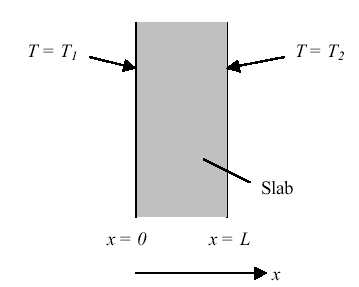 T = T1
T = T2
Slab
x = 0
x = L
x